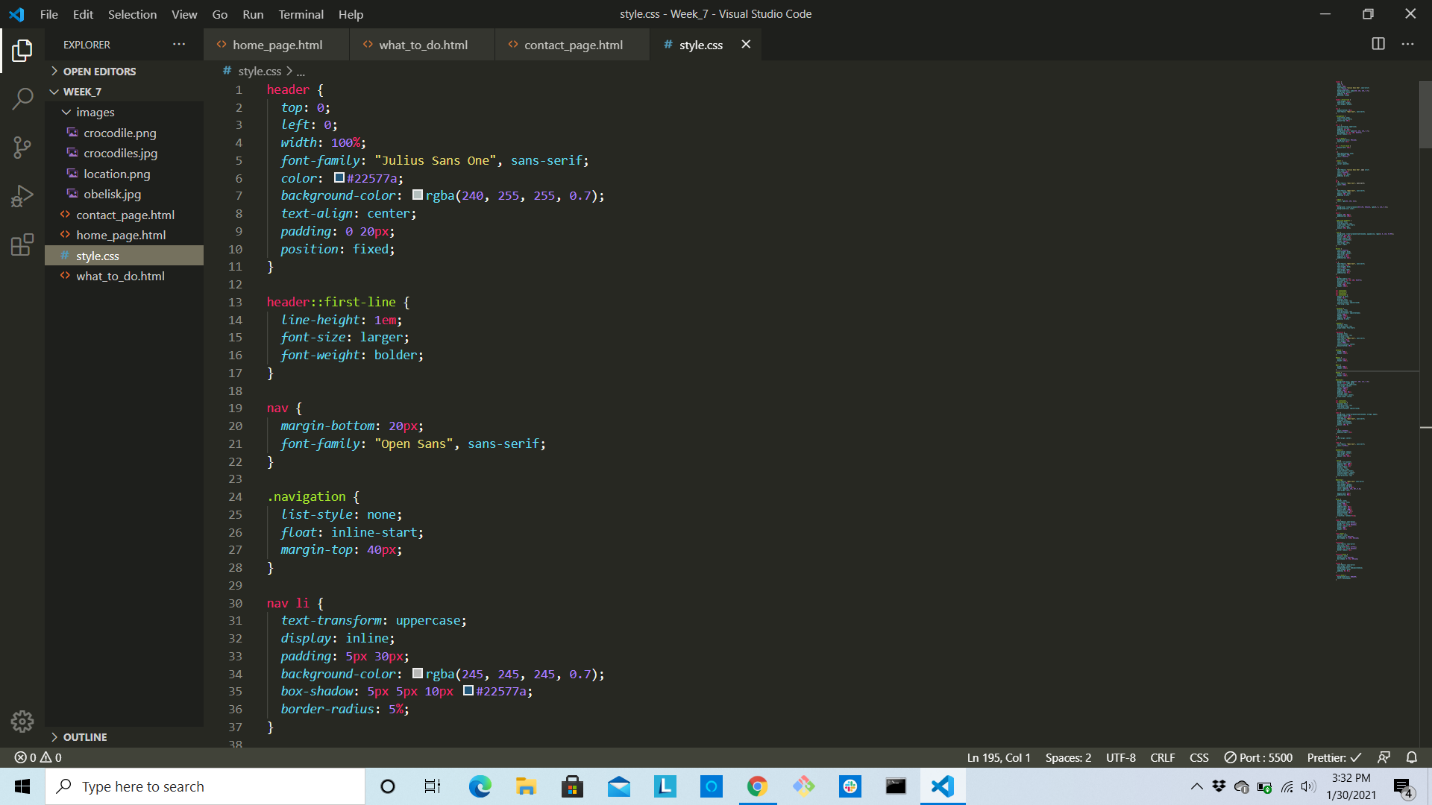 File Edit Selection View Go Run Terminal Help
style.css - Week_7 - Visual Studio Code
EXPLORER
home_page.html what_to_do.html contact_page.html # style.css
OPEN EDITORS
WEEK_7
images
crocodile.png
crocodiles.jpg
location.png
obelisk.jpg
contact_page.html
home_page.html
# style.css
what_to_do.html
OUTLINE
# style.css > ...
1 header {
2 top: 0;
3 left: 0;
4 width: 100%;
5 font-family: "Julius Sans One", sans-serif;
6 color: #22577a;
7 background-color: rgba(240, 255, 255, 0.7);
8 text-align: center;
9 padding: 0 20px;
10 position: fixed;
11 }
12
13 header::first-line {
14 line-height: 1em;
15 font-size: larger;
16 font-weight: bolder;
17 }
18
19 nav {
20 margin-bottom: 20px;
21 font-family: "Open Sans", sans-serif;
22 }
23
24 .navigation {
25 list-style: none;
26 float: inline-start;
27 margin-top: 40px;
28 }
29
30 nav li {
31 text-transform: uppercase;
32 display: inline;
33 padding: 5px 30px;
34 background-color: rgba(245, 245, 245, 0.7);
35 box-shadow: 5px 5px 10px #22577a;
36 border-radius: 5%;
37 }
38
0 0 Ln 195, Col 1 Spaces: 2 UTF-8 CRLF CSS Port : 5500 Prettier: ✓
Type here to search
3:32 PM
1/30/2021
4